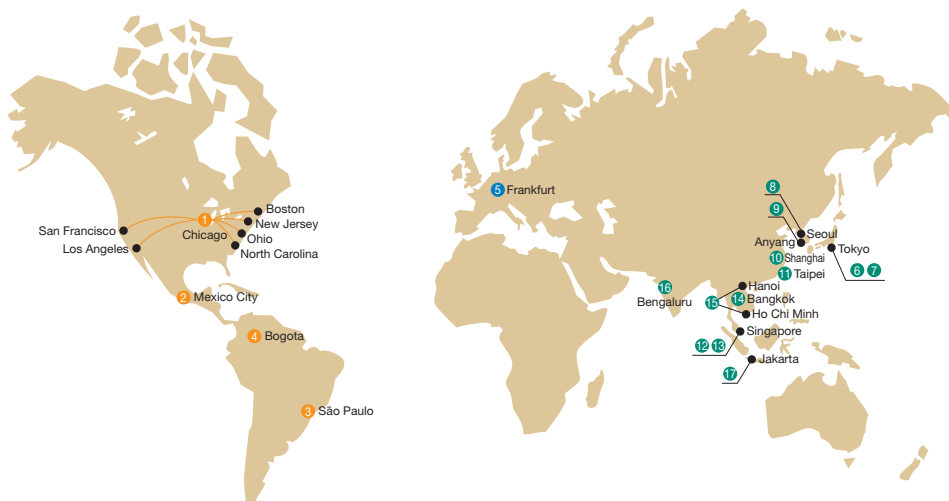 San Francisco
Los Angeles
1
Chicago
Boston
New Jersey
Ohio
North Carolina
2 Mexico City
4 Bogota
3 São Paulo
5 Frankfurt
8
9
Seoul
Anyang
Tokyo
6 7
10 Shanghai
11 Taipei
16
Bengaluru
Hanoi
15
14 Bangkok
Ho Chi Minh
Singapore
12 13
Jakarta
17